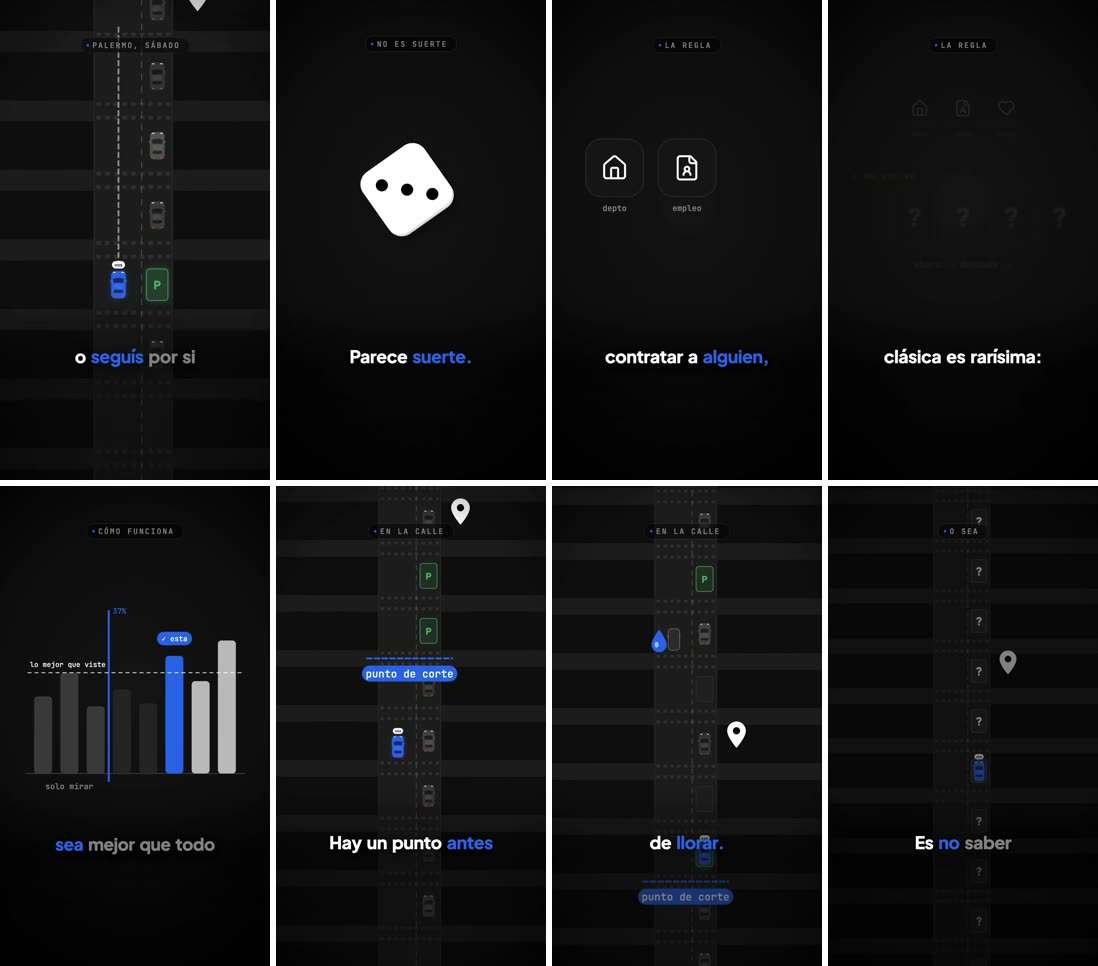 PALERMO, SÁBADO
vos
P
o seguís por si
NO ES SUERTE
Parece suerte.
LA REGLA
depto
empleo
contratar a alguien,
LA REGLA
?
?
?
?
clásica es rarísima:
CÓMO FUNCIONA
37%
✓ esta
lo mejor que viste
solo mirar
sea mejor que todo
EN LA CALLE
P
P
punto de corte
vos
Hay un punto antes
EN LA CALLE
P
de llorar.
punto de corte
O SEA
?
?
?
?
?
vos
?
Es no saber
?
?